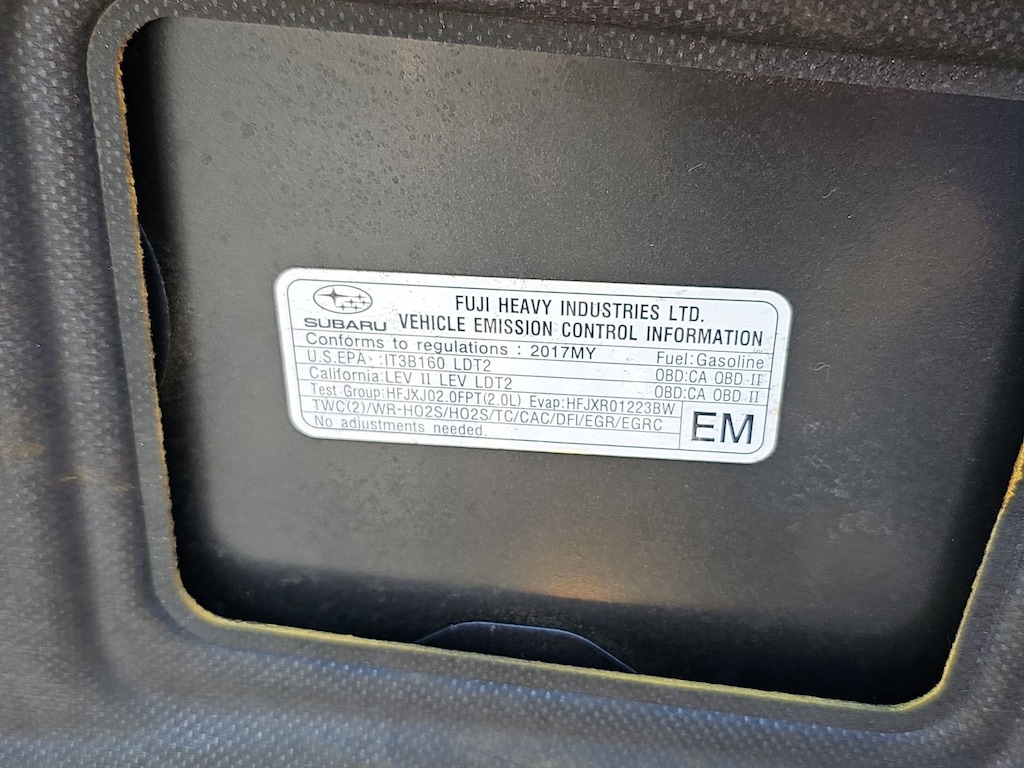 FUJI HEAVY INDUSTRIES LTD.
SUBARU VEHICLE EMISSION CONTROL INFORMATION
Conforms to regulations : 2017MY Fuel:Gasoline
U.S.EPA :IT3B160 LDT2 OBD:CA OBD II
California:LEV II LEV LDT2 OBD:CA OBD II
Test Group:HFJXJ02.0FPT(2.0L) Evap:HFJXR01223BW
TWC(2)/WR-HO2S/HO2S/TC/CAC/DFI/EGR/EGRC
No adjustments needed.
EM